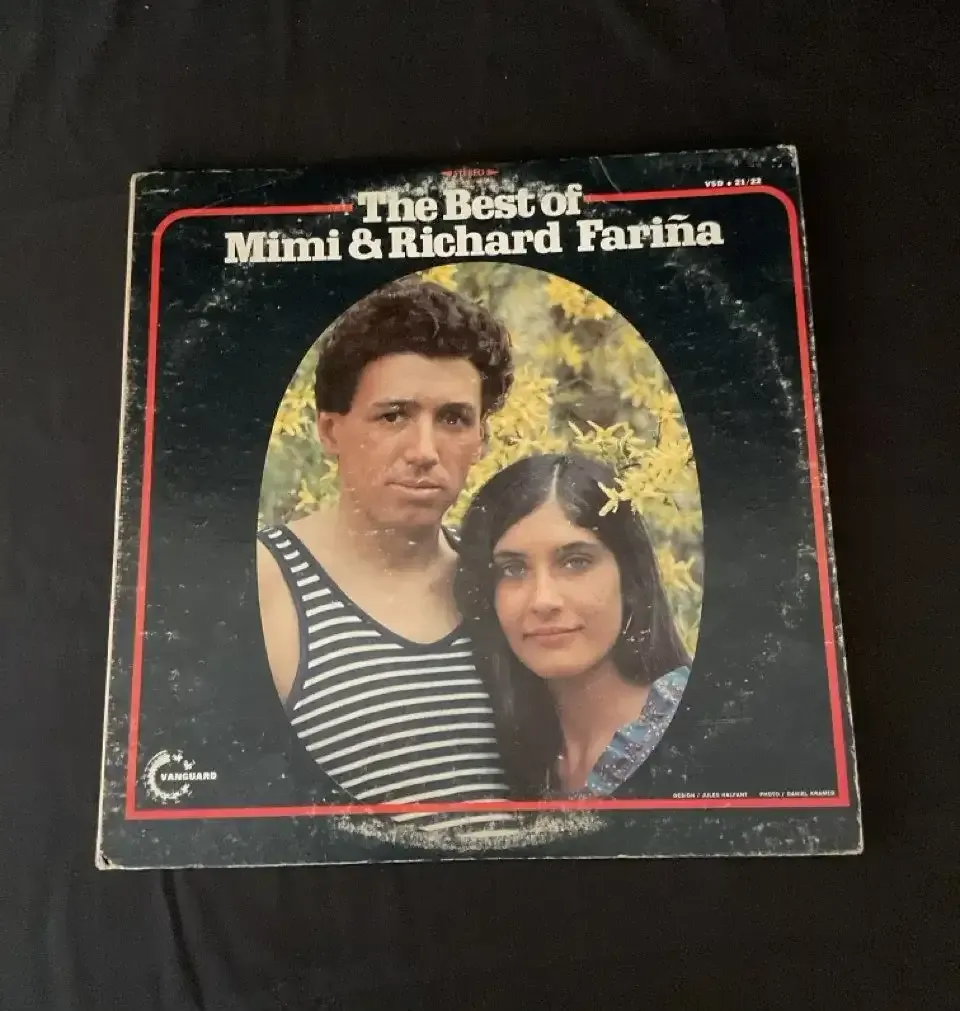 STEREO
VSD • 21/22
The Best of
Mimi & Richard Fariña
VANGUARD
DESIGN / JULES HALFANT PHOTO / DANIEL KRAMER